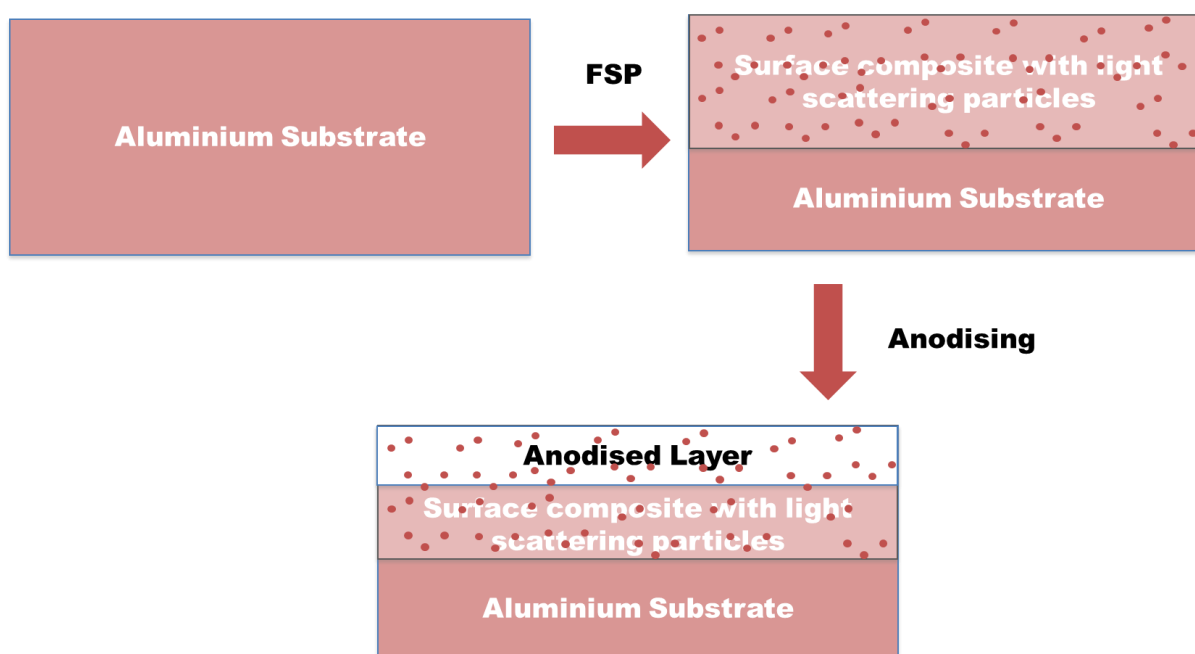 Aluminium Substrate
FSP
Surface composite with light
scattering particles
Aluminium Substrate
Anodising
Anodised Layer
Surface composite with light
scattering particles
Aluminium Substrate